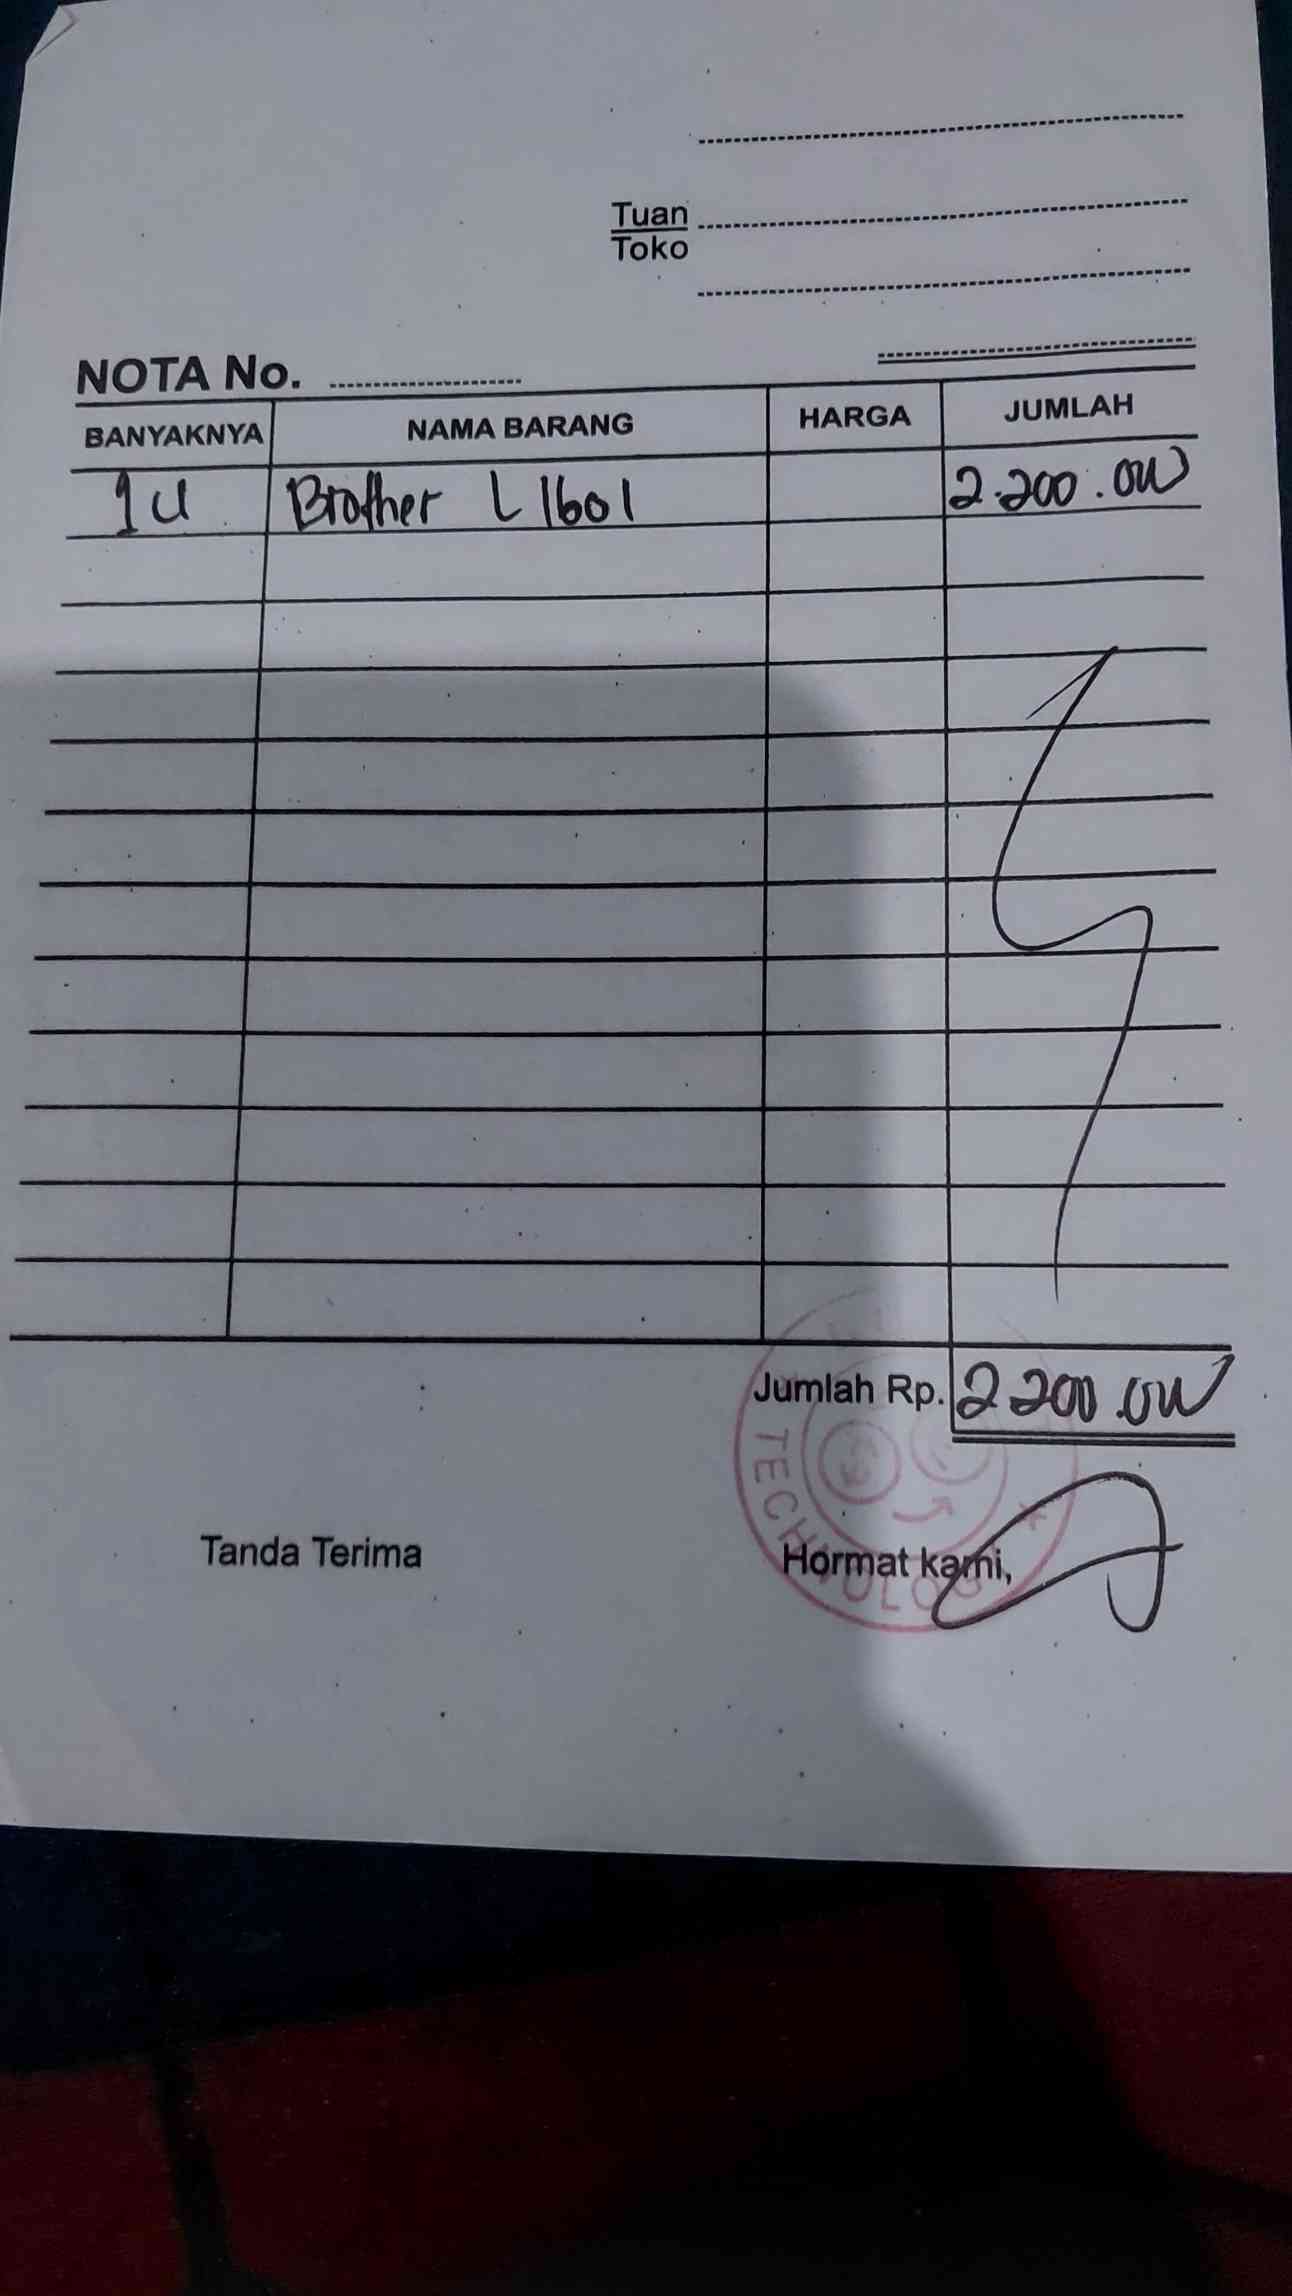 Tuan
Toko
NOTA No.
BANYAKNYA NAMA BARANG HARGA JUMLAH
1 U Brother L 1601 2.200.000
Jumlah Rp. 2 200.000
Tanda Terima Hormat kami,